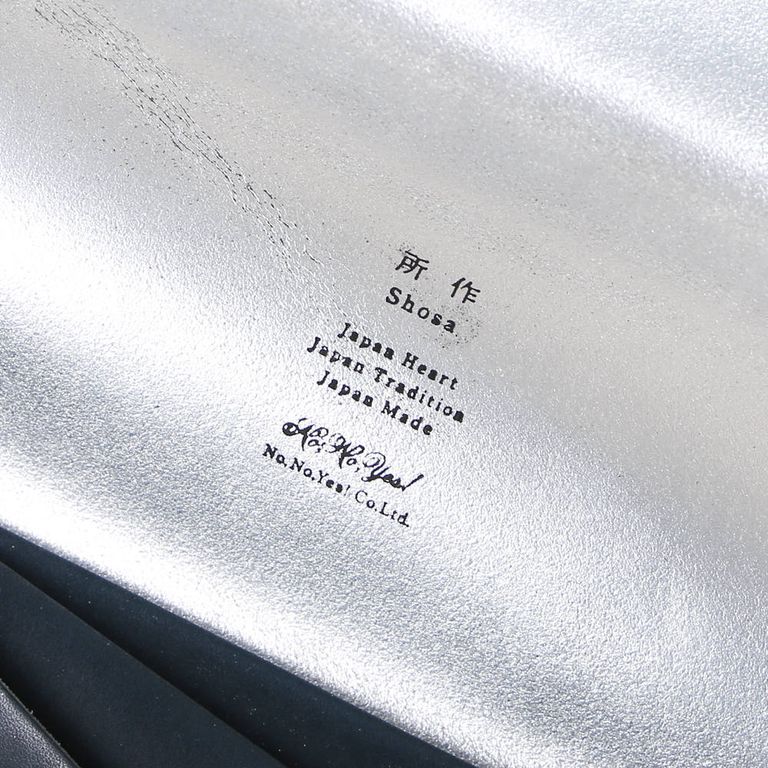 所作
Shosa
Japan Heart
Japan Tradition
Japan Made
No, No, Yes!
No,No,Yes! Co.Ltd.